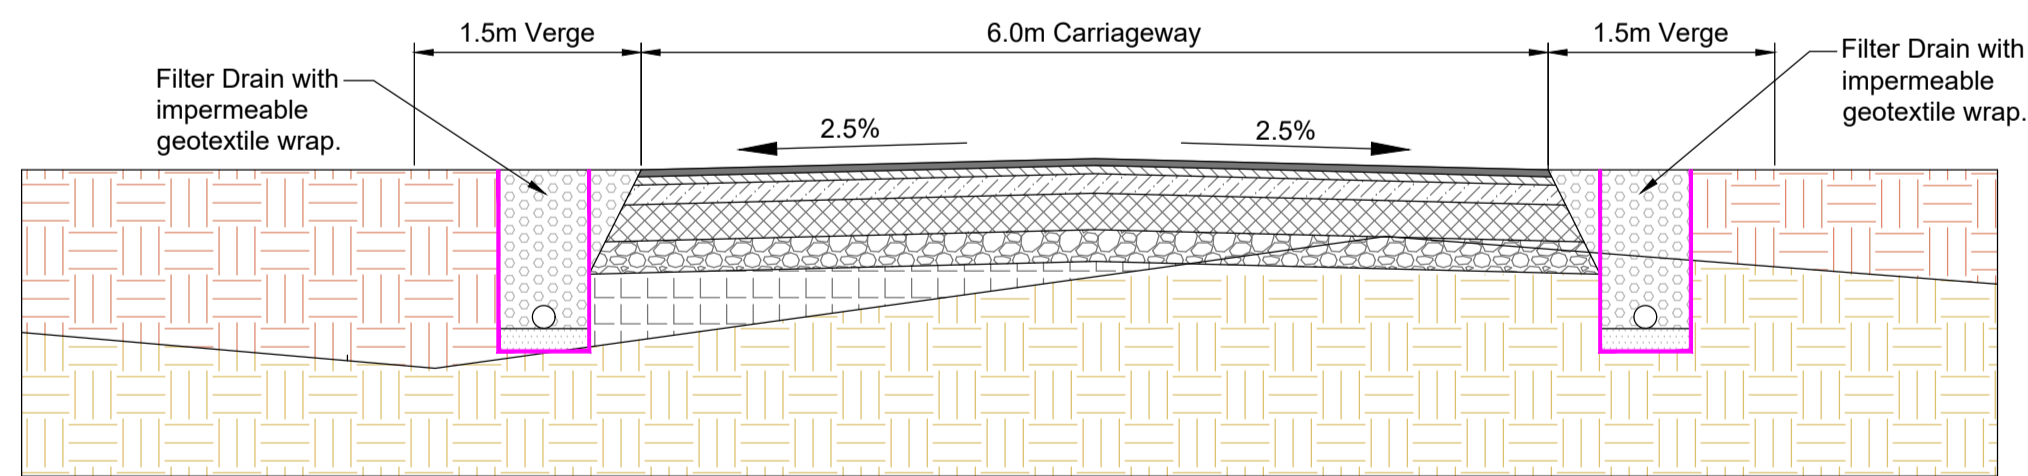 1.5m Verge
6.0m Carriageway
1.5m Verge
Filter Drain with
impermeable
geotextile wrap.
Filter Drain with
impermeable
geotextile wrap.
2.5%
2.5%